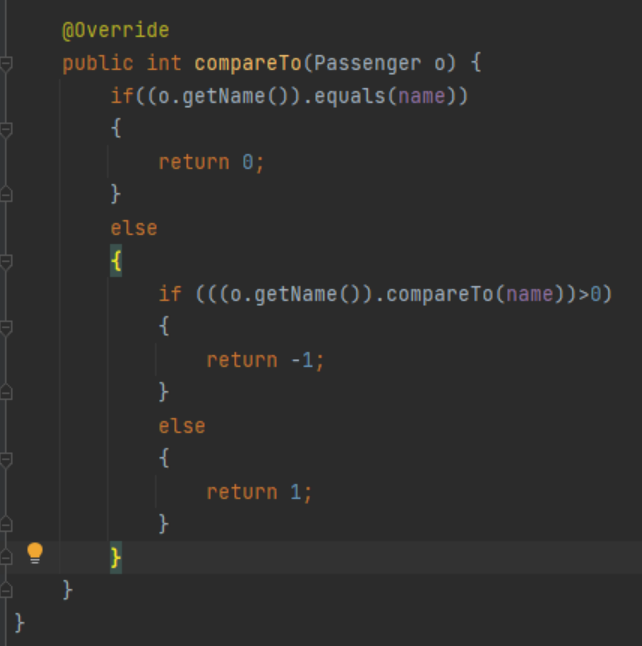 @Override
public int compareTo(Passenger o) {
if((o.getName()).equals(name))
{
return 0;
}
else
{
if (((o.getName()).compareTo(name))>0)
{
return -1;
}
else
{
return 1;
}
}
}
}